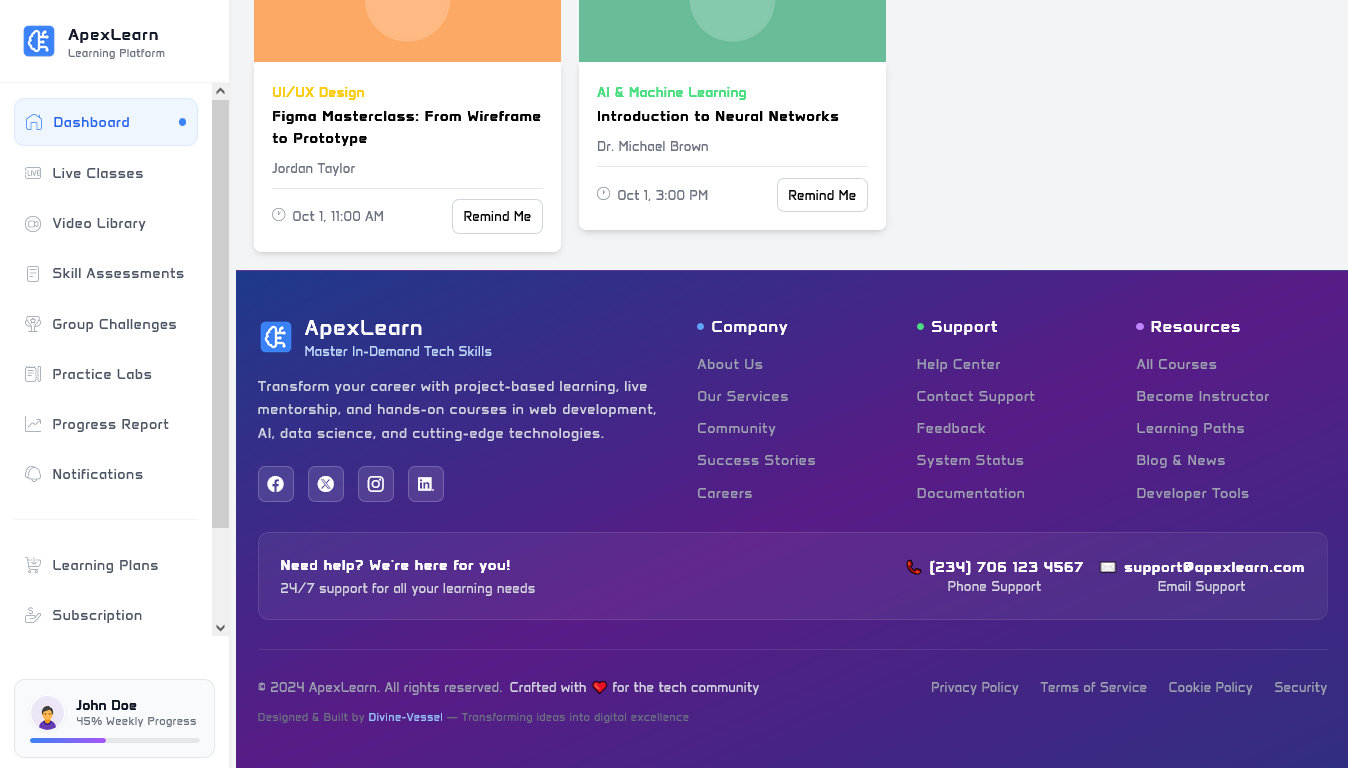 ApexLearn
Learning Platform
Dashboard
LIVE
Live Classes
Video Library
Skill Assessments
Group Challenges
Practice Labs
Progress Report
Notifications
Learning Plans
Subscription
John Doe
45% Weekly Progress
UI/UX Design
Figma Masterclass: From Wireframe
to Prototype
Jordan Taylor
Oct 1, 11:00 AM
Remind Me
AI & Machine Learning
Introduction to Neural Networks
Dr. Michael Brown
Oct 1, 3:00 PM
Remind Me
ApexLearn
Master In-Demand Tech Skills
Transform your career with project-based learning, live
mentorship, and hands-on courses in web development,
AI, data science, and cutting-edge technologies.
Company
About Us
Our Services
Community
Success Stories
Careers
Support
Help Center
Contact Support
Feedback
System Status
Documentation
Resources
All Courses
Become Instructor
Learning Paths
Blog & News
Developer Tools
Need help? We're here for you!
24/7 support for all your learning needs
📞 (234) 706 123 4567
Phone Support
✉️ support@apexlearn.com
Email Support
© 2024 ApexLearn. All rights reserved. Crafted with ❤️ for the tech community
Privacy Policy
Terms of Service
Cookie Policy
Security
Designed & Built by Divine-Vessel — Transforming ideas into digital excellence